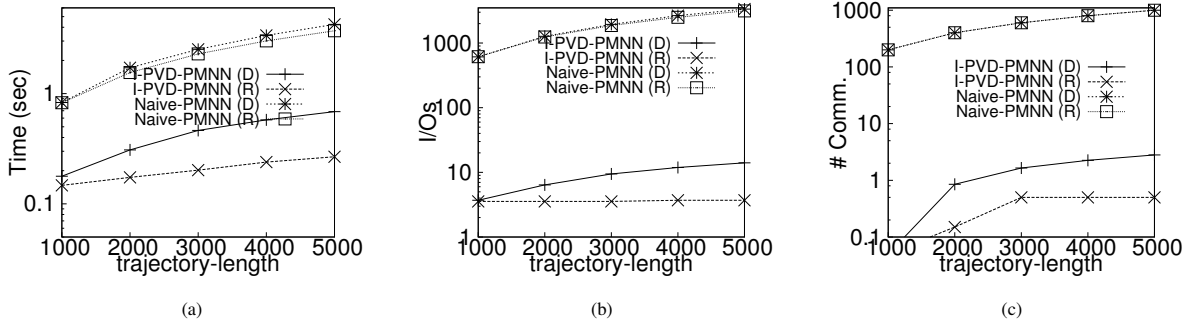 Time (sec)
1
0.1
I-PVD-PMNN (D)
I-PVD-PMNN (R)
Naive-PMNN (D)
Naive-PMNN (R)
1000 2000 3000 4000 5000
trajectory-length
(a)
I/Os
1000
100
10
1
I-PVD-PMNN (D)
I-PVD-PMNN (R)
Naive-PMNN (D)
Naive-PMNN (R)
1000 2000 3000 4000 5000
trajectory-length
(b)
# Comm.
1000
100
10
1
0.1
I-PVD-PMNN (D)
I-PVD-PMNN (R)
Naive-PMNN (D)
Naive-PMNN (R)
1000 2000 3000 4000 5000
trajectory-length
(c)